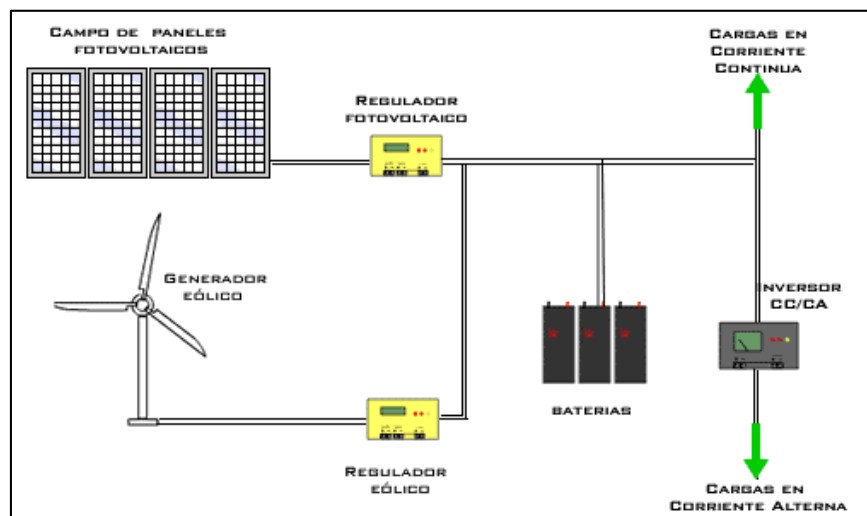 CAMPO DE PANELES
FOTOVOLTAICOS
REGULADOR
FOTOVOLTAICO
CARGAS EN
CORRIENTE
CONTINUA
GENERADOR
EÓLICO
INVERSOR
CC/CA
BATERIAS
REGULADOR
EÓLICO
CARGAS EN
CORRIENTE ALTERNA